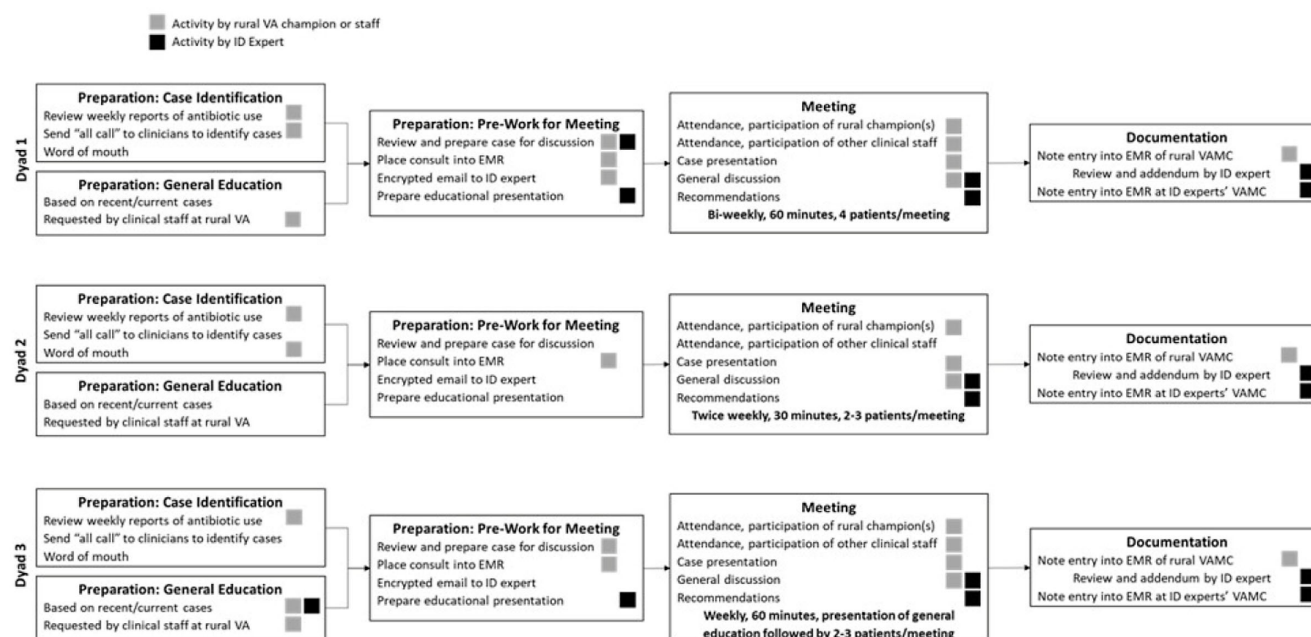 Activity by rural VA champion or staff
Activity by ID Expert
Dyad 1
Preparation: Case Identification
Review weekly reports of antibiotic use
Send “all call” to clinicians to identify cases
Word of mouth
Preparation: General Education
Based on recent/current cases
Requested by clinical staff at rural VA
Preparation: Pre-Work for Meeting
Review and prepare case for discussion
Place consult into EMR
Encrypted email to ID expert
Prepare educational presentation
Meeting
Attendance, participation of rural champion(s)
Attendance, participation of other clinical staff
Case presentation
General discussion
Recommendations
Bi-weekly, 60 minutes, 4 patients/meeting
Documentation
Note entry into EMR of rural VAMC
Review and addendum by ID expert
Note entry into EMR at ID experts’ VAMC
Dyad 2
Preparation: Case Identification
Review weekly reports of antibiotic use
Send “all call” to clinicians to identify cases
Word of mouth
Preparation: General Education
Based on recent/current cases
Requested by clinical staff at rural VA
Preparation: Pre-Work for Meeting
Review and prepare case for discussion
Place consult into EMR
Encrypted email to ID expert
Prepare educational presentation
Meeting
Attendance, participation of rural champion(s)
Attendance, participation of other clinical staff
Case presentation
General discussion
Recommendations
Twice weekly, 30 minutes, 2-3 patients/meeting
Documentation
Note entry into EMR of rural VAMC
Review and addendum by ID expert
Note entry into EMR at ID experts’ VAMC
Dyad 3
Preparation: Case Identification
Review weekly reports of antibiotic use
Send “all call” to clinicians to identify cases
Word of mouth
Preparation: General Education
Based on recent/current cases
Requested by clinical staff at rural VA
Preparation: Pre-Work for Meeting
Review and prepare case for discussion
Place consult into EMR
Encrypted email to ID expert
Prepare educational presentation
Meeting
Attendance, participation of rural champion(s)
Attendance, participation of other clinical staff
Case presentation
General discussion
Recommendations
Weekly, 60 minutes, presentation of general
education followed by 2-3 patients/meeting
Documentation
Note entry into EMR of rural VAMC
Review and addendum by ID expert
Note entry into EMR at ID experts’ VAMC